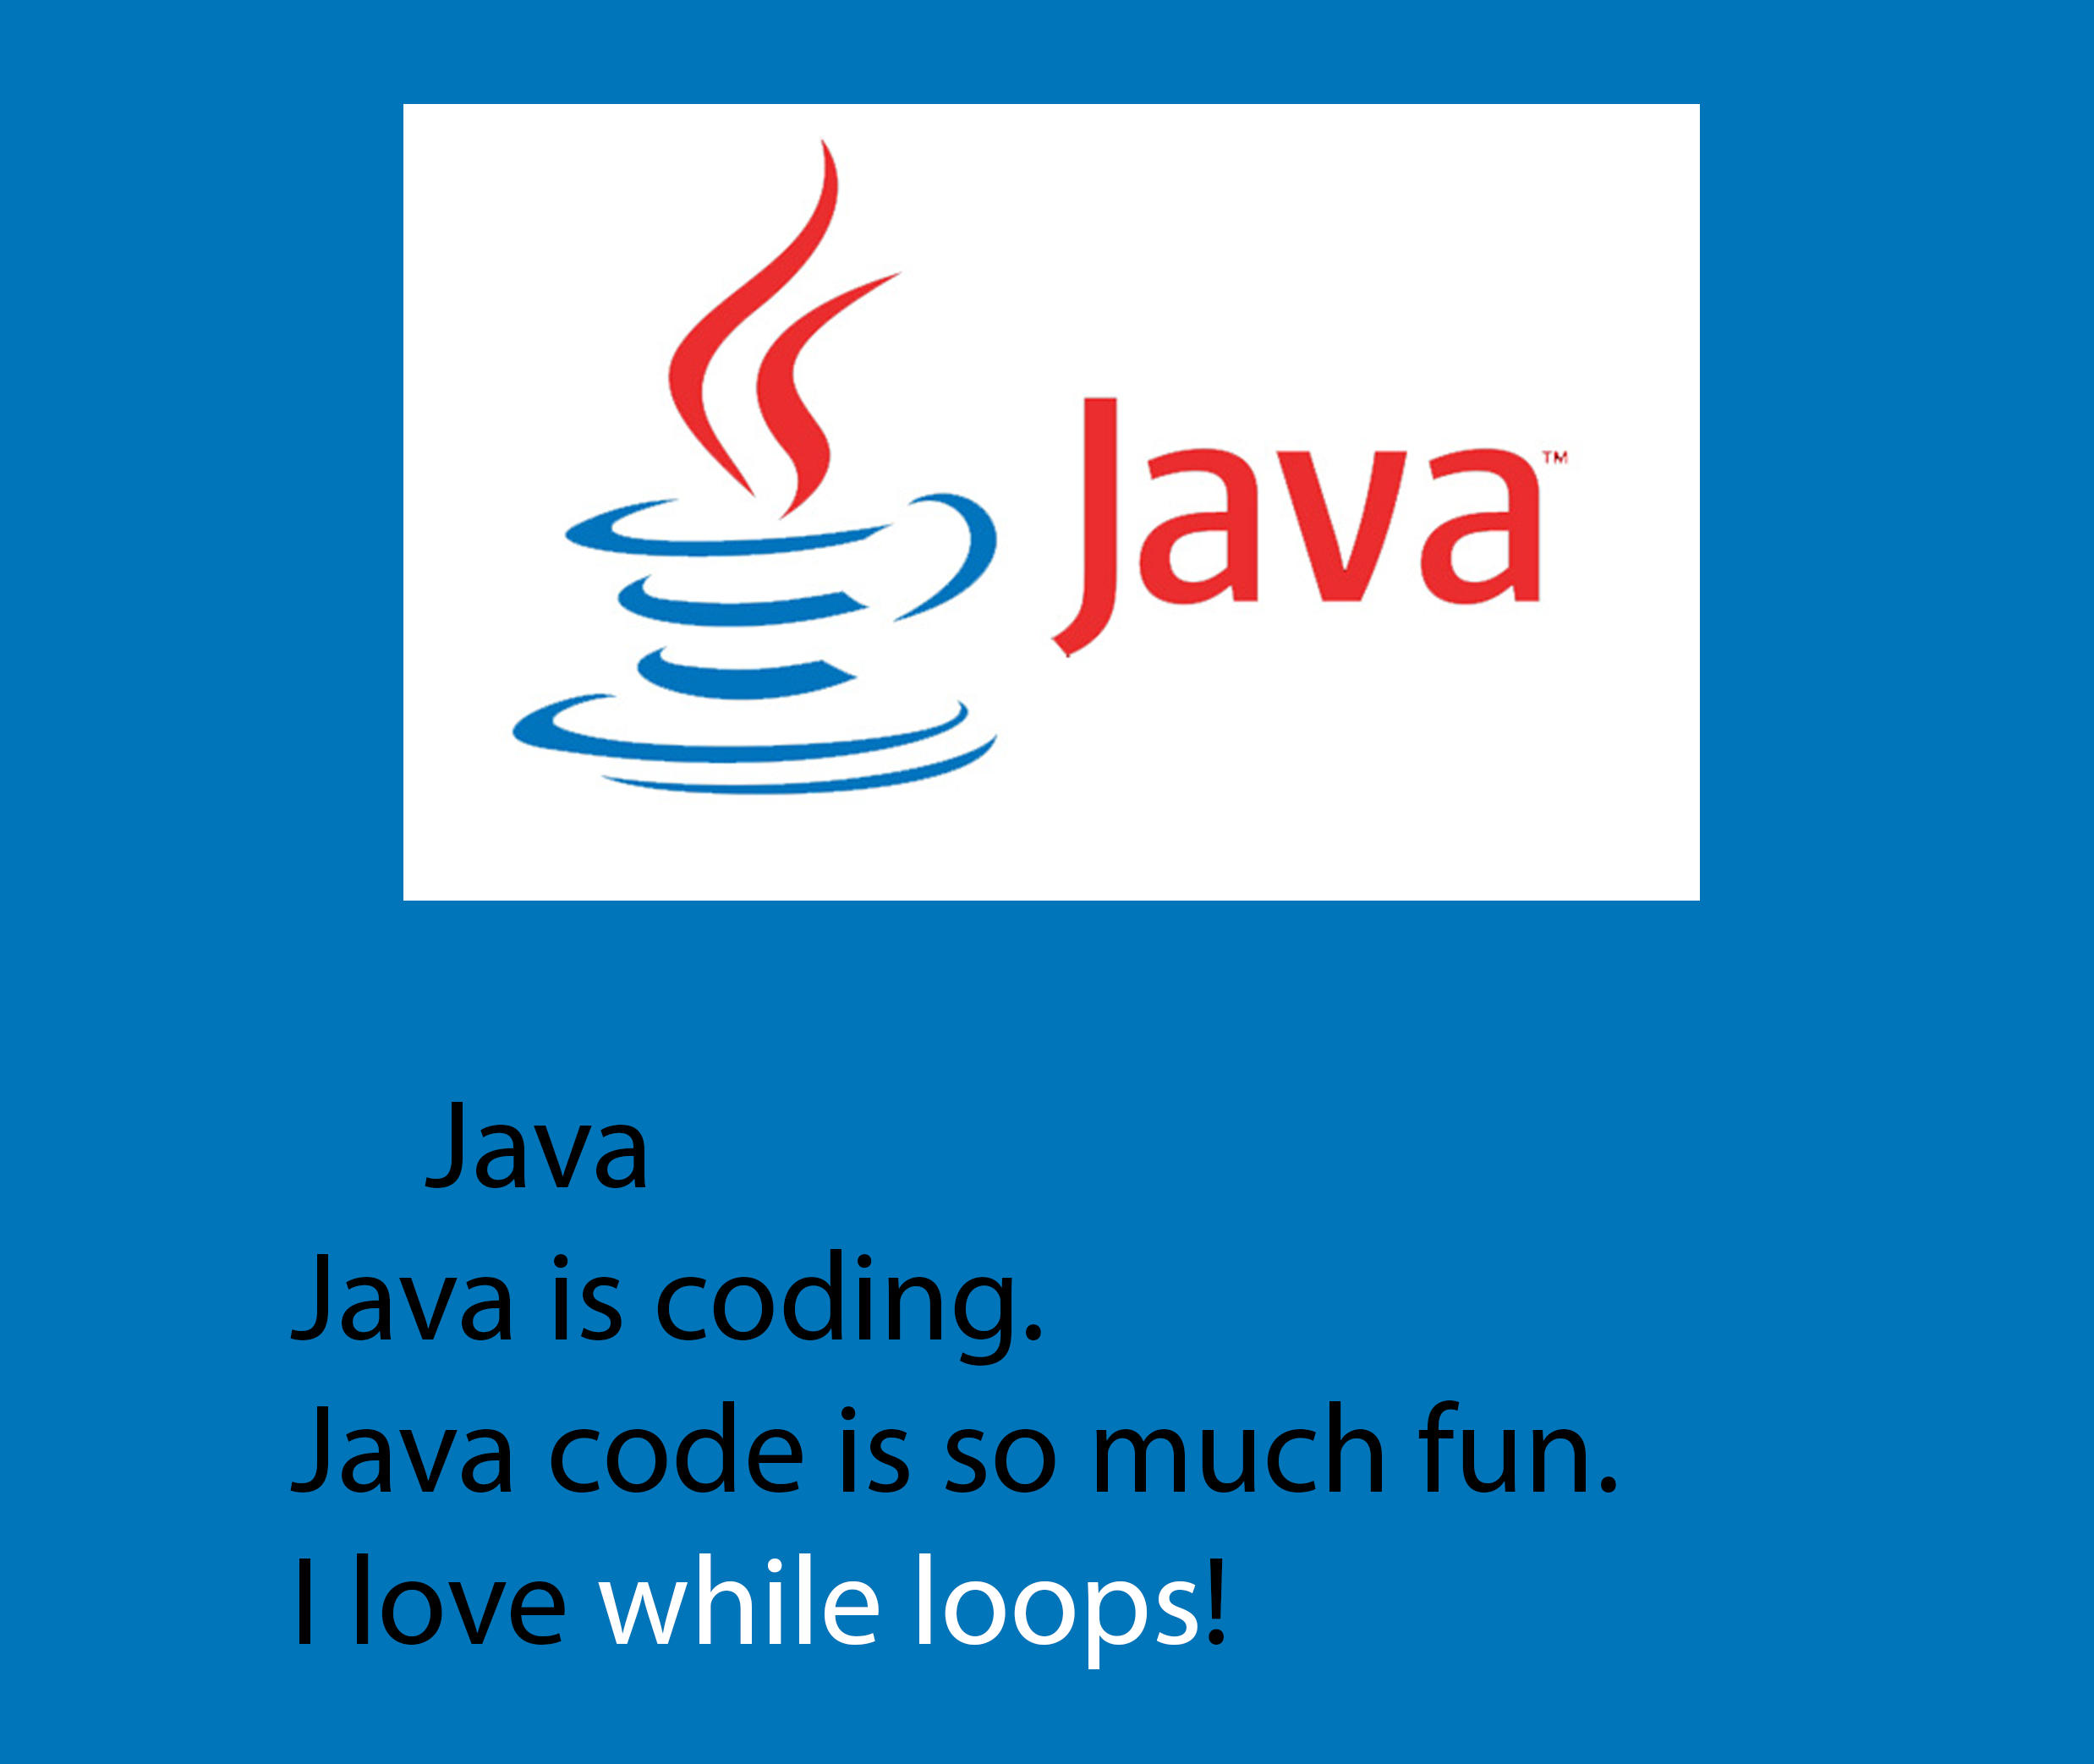 Java™
Java
Java is coding.
Java code is so much fun.
I love while loops!